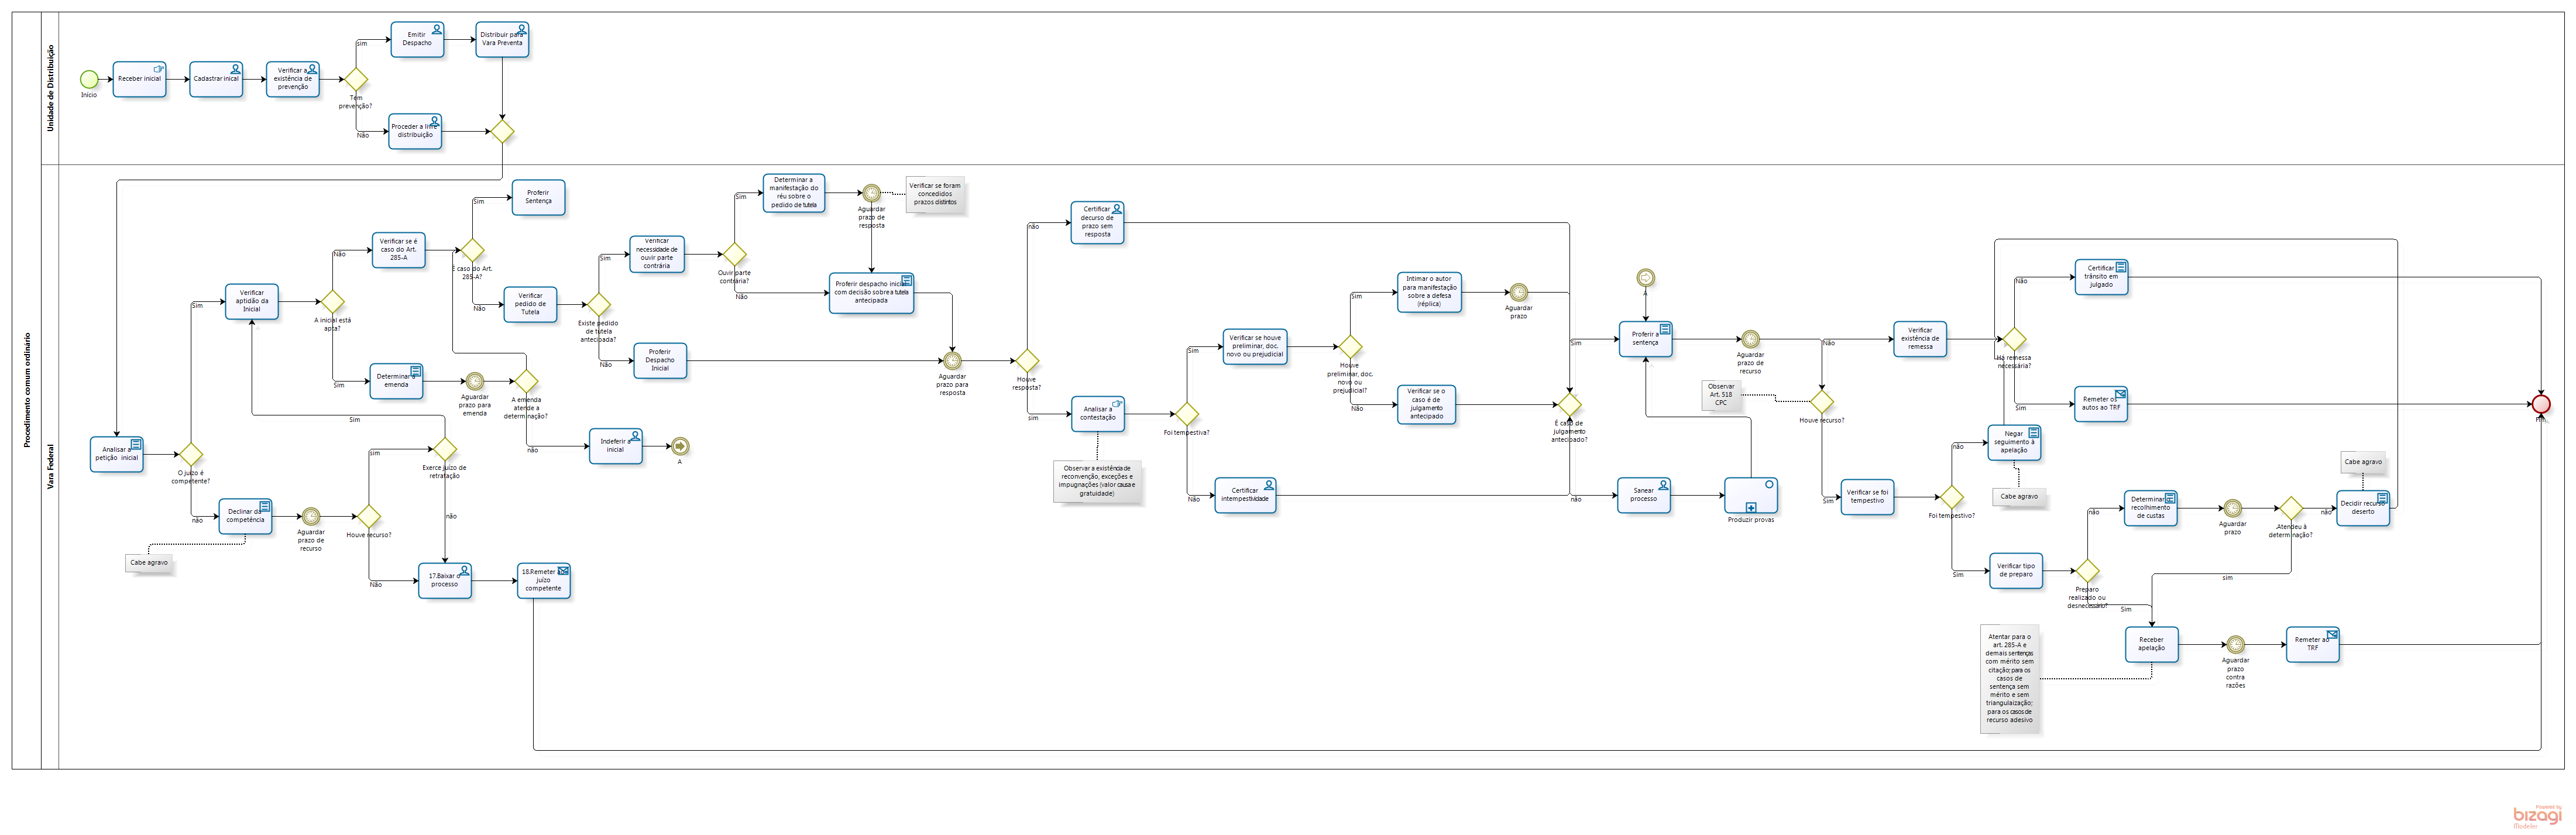 Procedimento comum ordinário
Unidade de Distribuição
Início
Receber inicial
Cadastrar inical
Verificar a
existência de
prevenção
Tem
prevenção?
sim
Não
Emitir
Despacho
Distribuir para
Vara Preventa
Proceder a livre
distribuição
Vara Federal
Analisar a
petição inicial
O juízo é
competente?
Sim
não
Verificar
aptidão da
Inicial
A inicial está
apta?
Não
Sim
Verificar se é
caso do Art.
285-A
É caso do Art.
285-A?
Sim
Não
Proferir
Sentença
Determinar a
emenda
Aguardar
prazo para
emenda
A emenda
atende a
determinação?
não
Indeferir a
inicial
A
Declinar da
competência
Cabe agravo
Aguardar
prazo de
recurso
Houve recurso?
sim
Não
Exerce juízo de
retratação
Sim
não
17.Baixar o
processo
18.Remeter ao
juízo
competente
Verificar
pedido de
Tutela
Existe pedido
de tutela
antecipada?
Sim
Não
Verificar
necessidade de
ouvir parte
contrária
Ouvir parte
contrária?
Sim
Não
Determinar a
manifestação do
réu sobre o
pedido de tutela
Aguardar
prazo de
resposta
Verificar se foram
concedidos
prazos distintos
Proferir despacho inicial
com decisão sobre a tutela
antecipada
Proferir
Despacho
Inicial
Aguardar
prazo para
resposta
Houve
resposta?
não
sim
Certificar
decurso de
prazo sem
resposta
Analisar a
contestação
Observar a existência de
reconvenção, exceções e
impugnações (valor causa e
gratuidade)
Foi tempestiva?
Sim
Não
Verificar se houve
preliminar, doc.
novo ou prejudicial
Certificar
intempestividade
Houve
preliminar, doc.
novo ou
prejudicial?
Sim
Não
Intimar o autor
para manifestação
sobre a defesa
(réplica)
Aguardar
prazo
Verificar se o
caso é de
julgamento
antecipado
É caso de
julgamento
antecipado?
Sim
não
A
Proferir a
sentença
Sanear
processo
Produzir provas
Aguardar
prazo de
recurso
Observar
Art. 518
CPC
Houve recurso?
Não
Sim
Verificar
existência de
remessa
Há remessa
necessária?
Não
Sim
Certificar
trânsito em
julgado
Remeter os
autos ao TRF
Verificar se foi
tempestivo
Foi tempestivo?
não
Sim
Negar
seguimento à
apelação
Cabe agravo
Verificar tipo
de preparo
Preparo
realizado ou
desnecessário?
não
Sim
Determinar
recolhimento
de custas
Aguardar
prazo
Atendeu à
determinação?
não
sim
Decidir recurso
deserto
Cabe agravo
Receber
apelação
Atentar para o
art. 285-A e
demais sentenças
com mérito sem
citação; para os
casos de
sentença sem
mérito e sem
triangulaização;
para os casos de
recurso adesivo
Aguardar
prazo
contra
razões
Remeter ao
TRF
Powered by
bizagi
Modeler